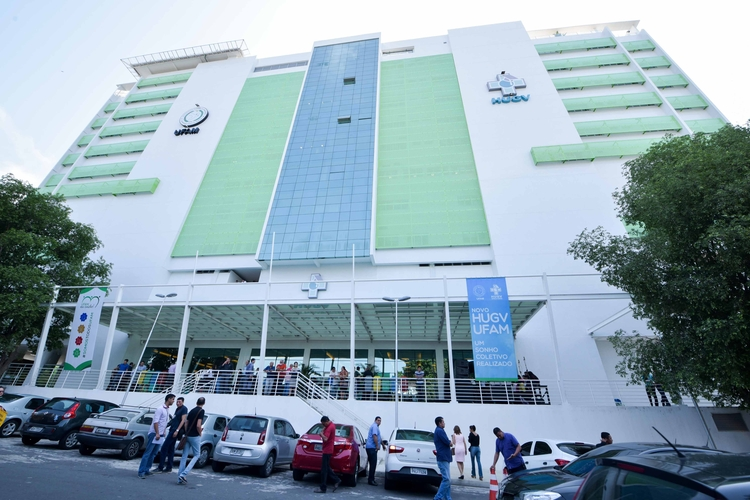 UFAM
HUGV
NOVO
HUGV
UFAM
UM
SONHO
COLETIVO
REALIZADO